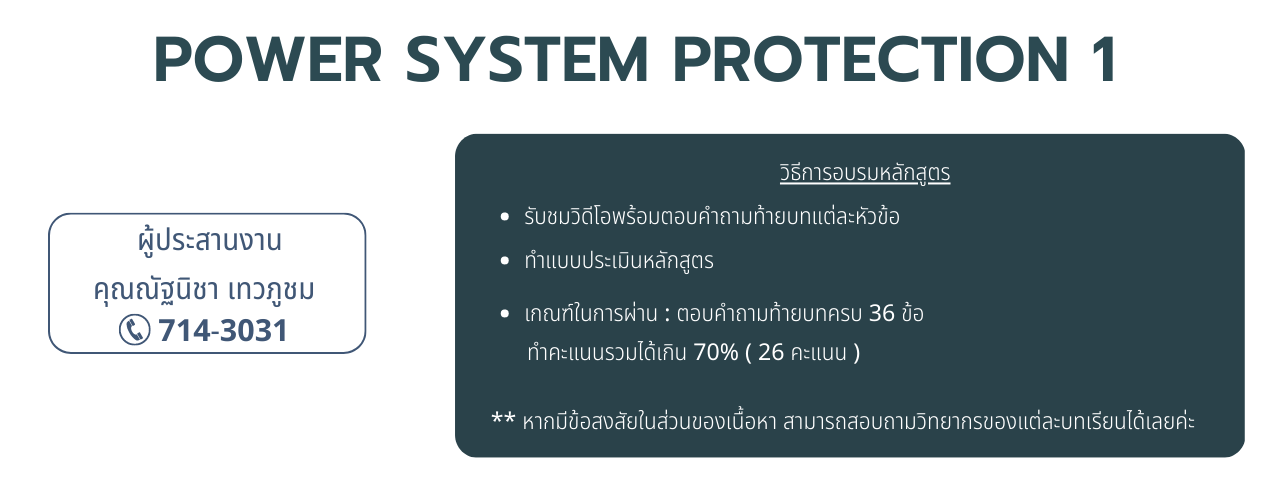 POWER SYSTEM PROTECTION 1
ผู้ประสานงาน
คุณณัฐนิชา เทวภูชม
714-3031
วิธีการอบรมหลักสูตร
• รับชมวิดีโอพร้อมตอบคำถามท้ายบทแต่ละหัวข้อ
• ทำแบบประเมินหลักสูตร
• เกณฑ์ในการผ่าน : ตอบคำถามท้ายบทครบ 36 ข้อ
ทำคะแนนรวมได้เกิน 70% ( 26 คะแนน )
** หากมีข้อสงสัยในส่วนของเนื้อหา สามารถสอบถามวิทยากรของแต่ละบทเรียนได้เลยค่ะ